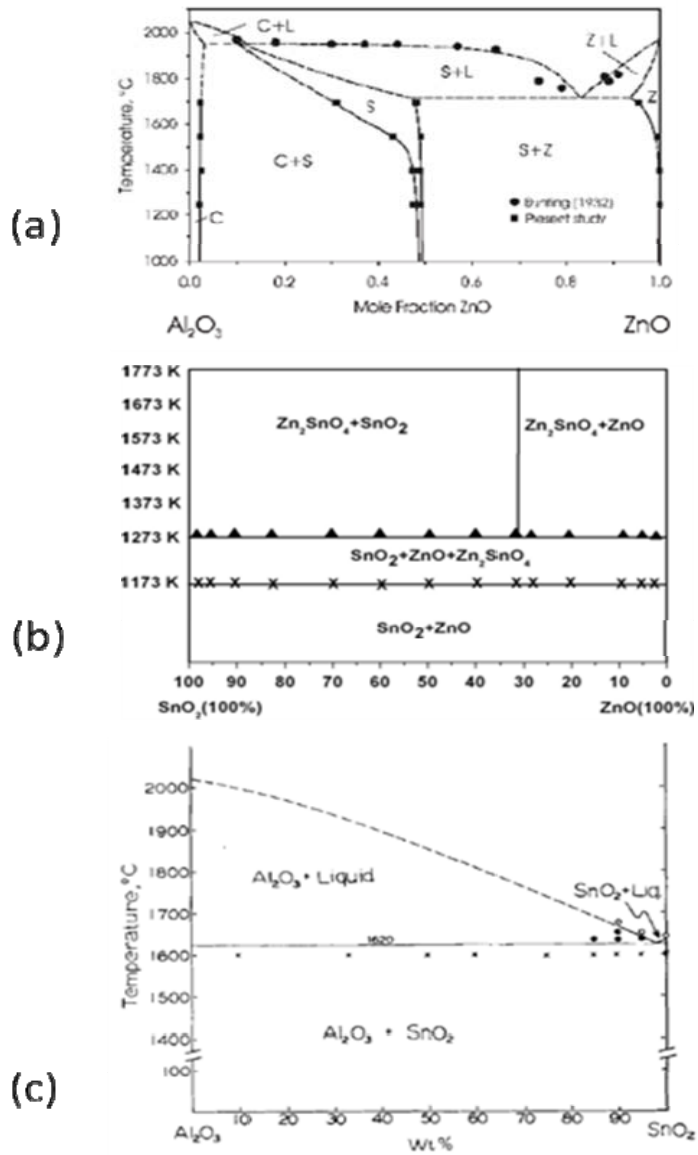 (a)
Temperature, °C
2000
1800
1600
1400
1200
1000
C+L
Z+L
S+L
S
Z
C+S
S+Z
C
● Bunting (1932)
■ Present study
0.0 0.2 0.4 0.6 0.8 1.0
Mole Fraction ZnO
Al₂O₃ ZnO
(b)
1773 K
1673 K
1573 K
1473 K
1373 K
1273 K
1173 K
Zn₂SnO₄+SnO₂
Zn₂SnO₄+ZnO
SnO₂+ZnO+Zn₂SnO₄
SnO₂+ZnO
100 90 80 70 60 50 40 30 20 10 0
SnO₂(100%) ZnO(100%)
(c)
Temperature, °C
2000
1900
1800
1700
1600
1500
1400
100
Al₂O₃ + Liquid
SnO₂+Liq.
1620
Al₂O₃ + SnO₂
10 20 30 40 50 60 70 80 90
Al₂O₃ Wt.% SnO₂